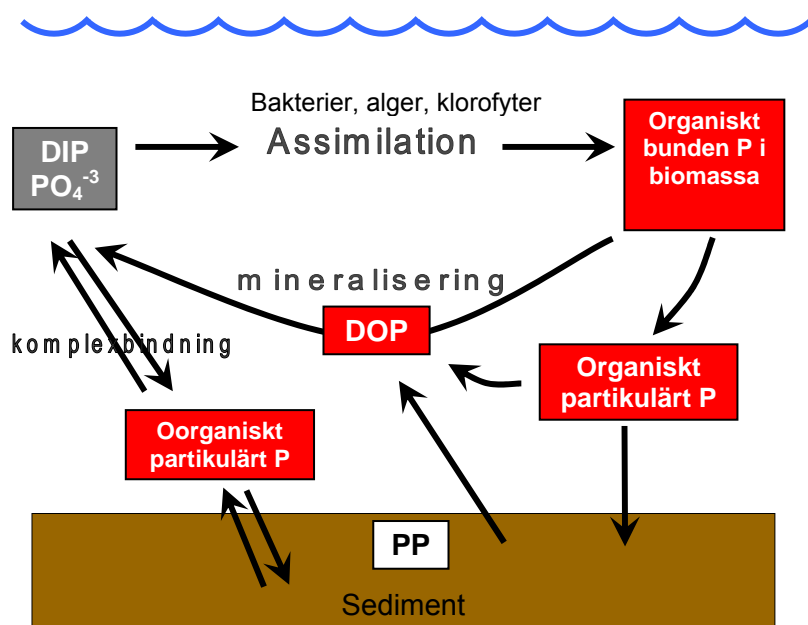 Bakterier, alger, klorofyter
Assimilation
DIP
PO₄⁻³
Organiskt
bunden P i
biomassa
mineralisering
DOP
komplexbindning
Organiskt
partikulärt P
Oorganiskt
partikulärt P
PP
Sediment